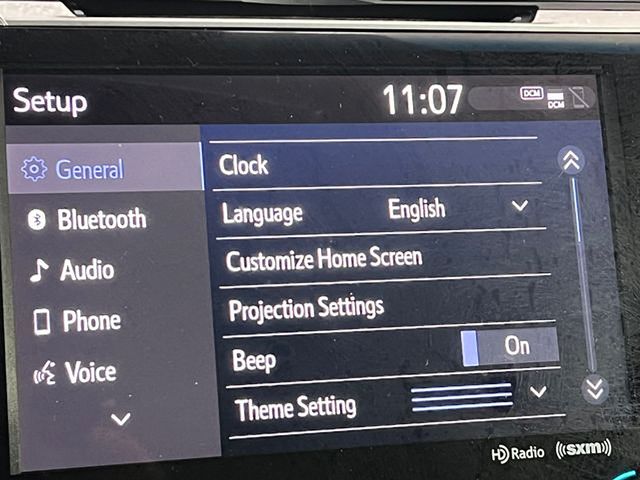 Setup
11:07
DCM
DCM
General
Bluetooth
Audio
Phone
Voice
Clock
Language English
Customize Home Screen
Projection Settings
Beep On
Theme Setting
HD Radio
((sxm))